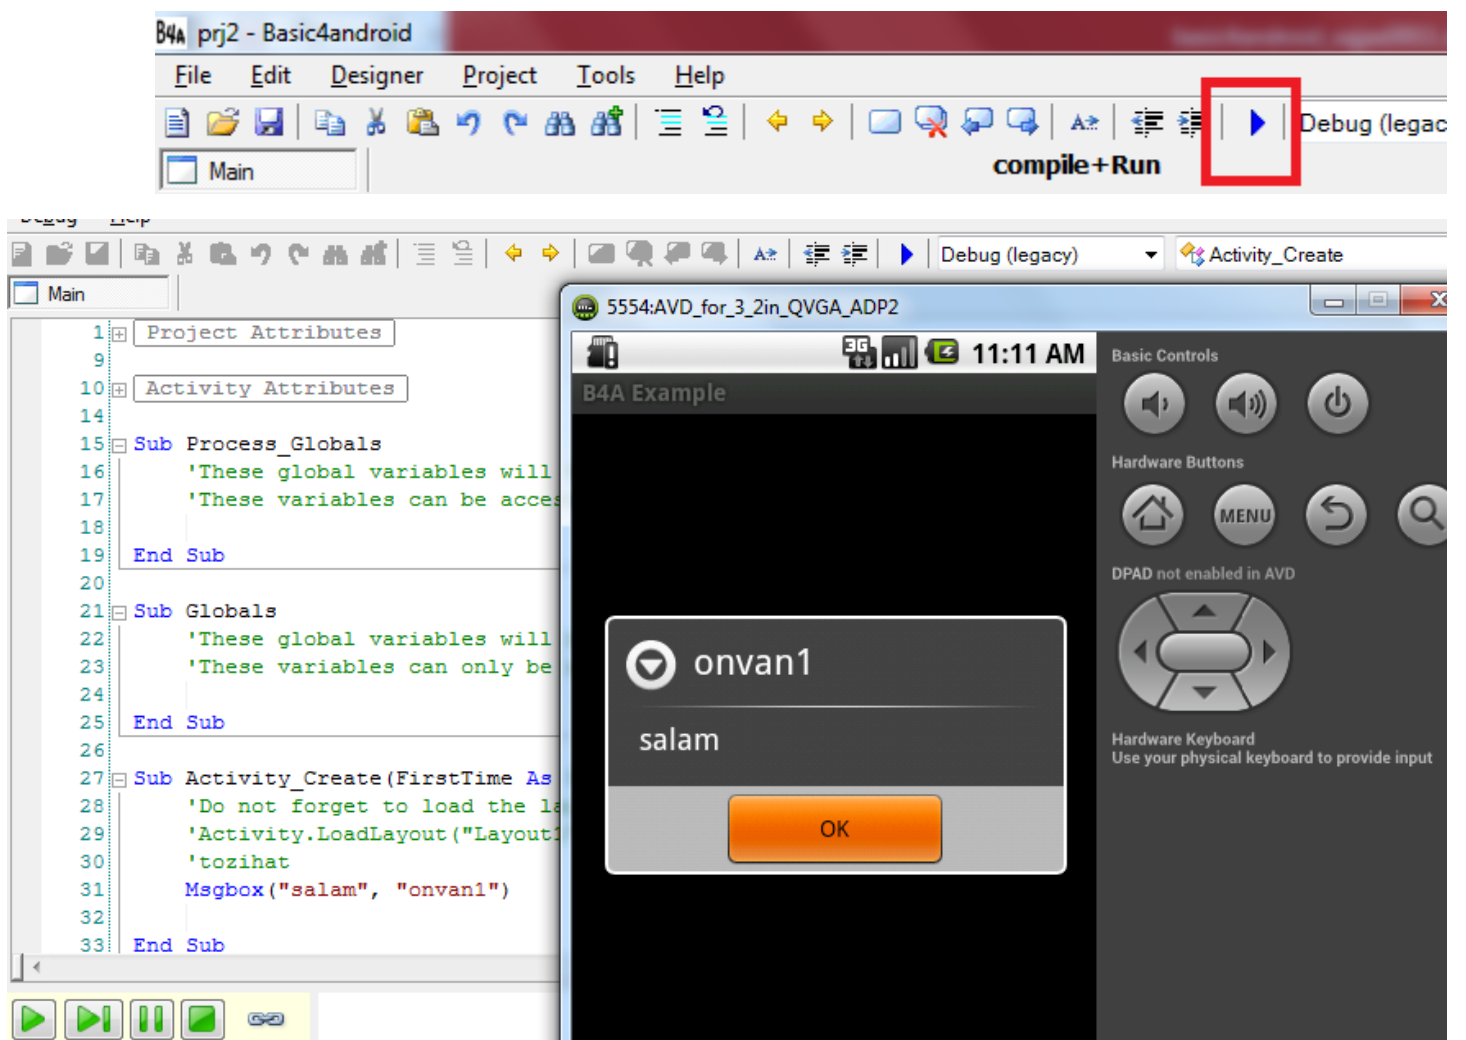 B4A prj2 - Basic4android
File Edit Designer Project Tools Help
Debug (legac
Main
compile+Run
Debug Help
Debug (legacy) Activity_Create
Main
5554:AVD_for_3_2in_QVGA_ADP2
3G 11:11 AM
B4A Example
1 Project Attributes
9
10 Activity Attributes
14
15 Sub Process_Globals
16 'These global variables will
17 'These variables can be acces
18
19 End Sub
20
21 Sub Globals
22 'These global variables will
23 'These variables can only be
24
25 End Sub
26
27 Sub Activity_Create(FirstTime As
28 'Do not forget to load the la
29 'Activity.LoadLayout("Layout1
30 'tozihat
31 Msgbox("salam", "onvan1")
32
33 End Sub
onvan1
salam
OK
Basic Controls
Hardware Buttons
MENU
DPAD not enabled in AVD
Hardware Keyboard
Use your physical keyboard to provide input